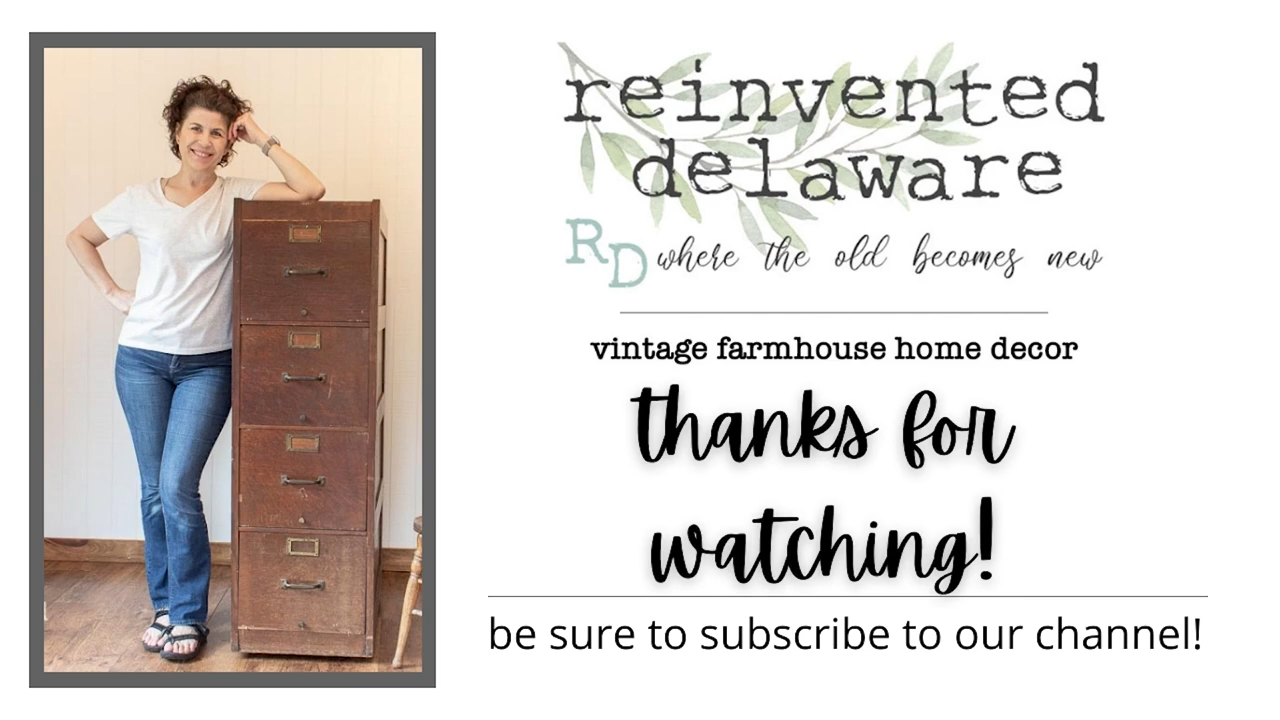 reinvented
delaware
RD where the old becomes new
vintage farmhouse home decor
thanks for
watching!
be sure to subscribe to our channel!